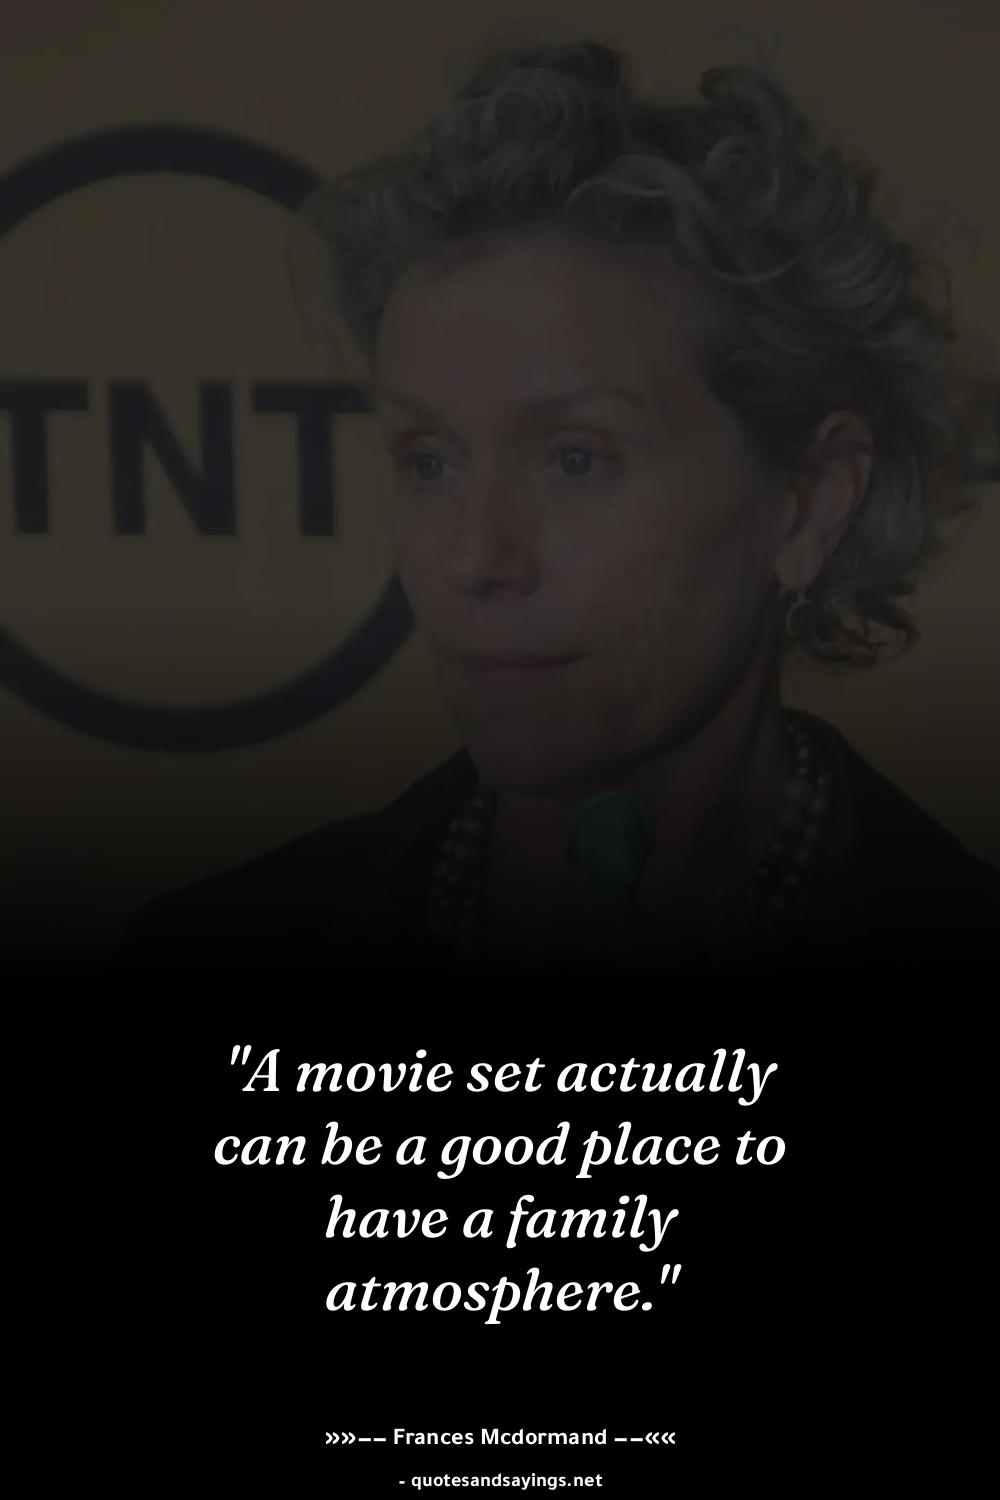 TNT
"A movie set actually
can be a good place to
have a family
atmosphere."
»»–– Frances Mcdormand ––««
- quotesandsayings.net